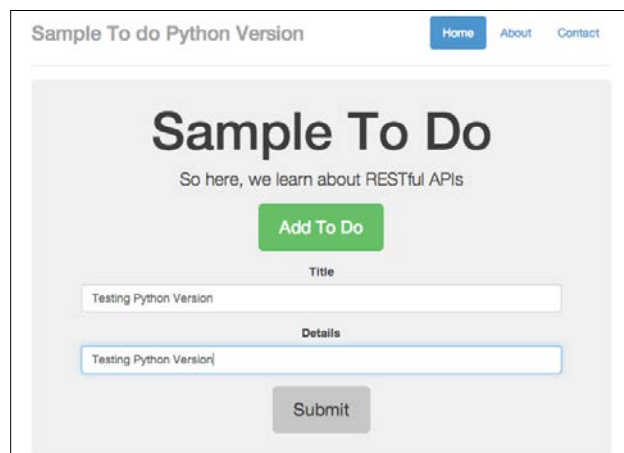 Sample To do Python Version
Home About Contact
Sample To Do
So here, we learn about RESTful APIs
Add To Do
Title
Testing Python Version
Details
Testing Python Version
Submit